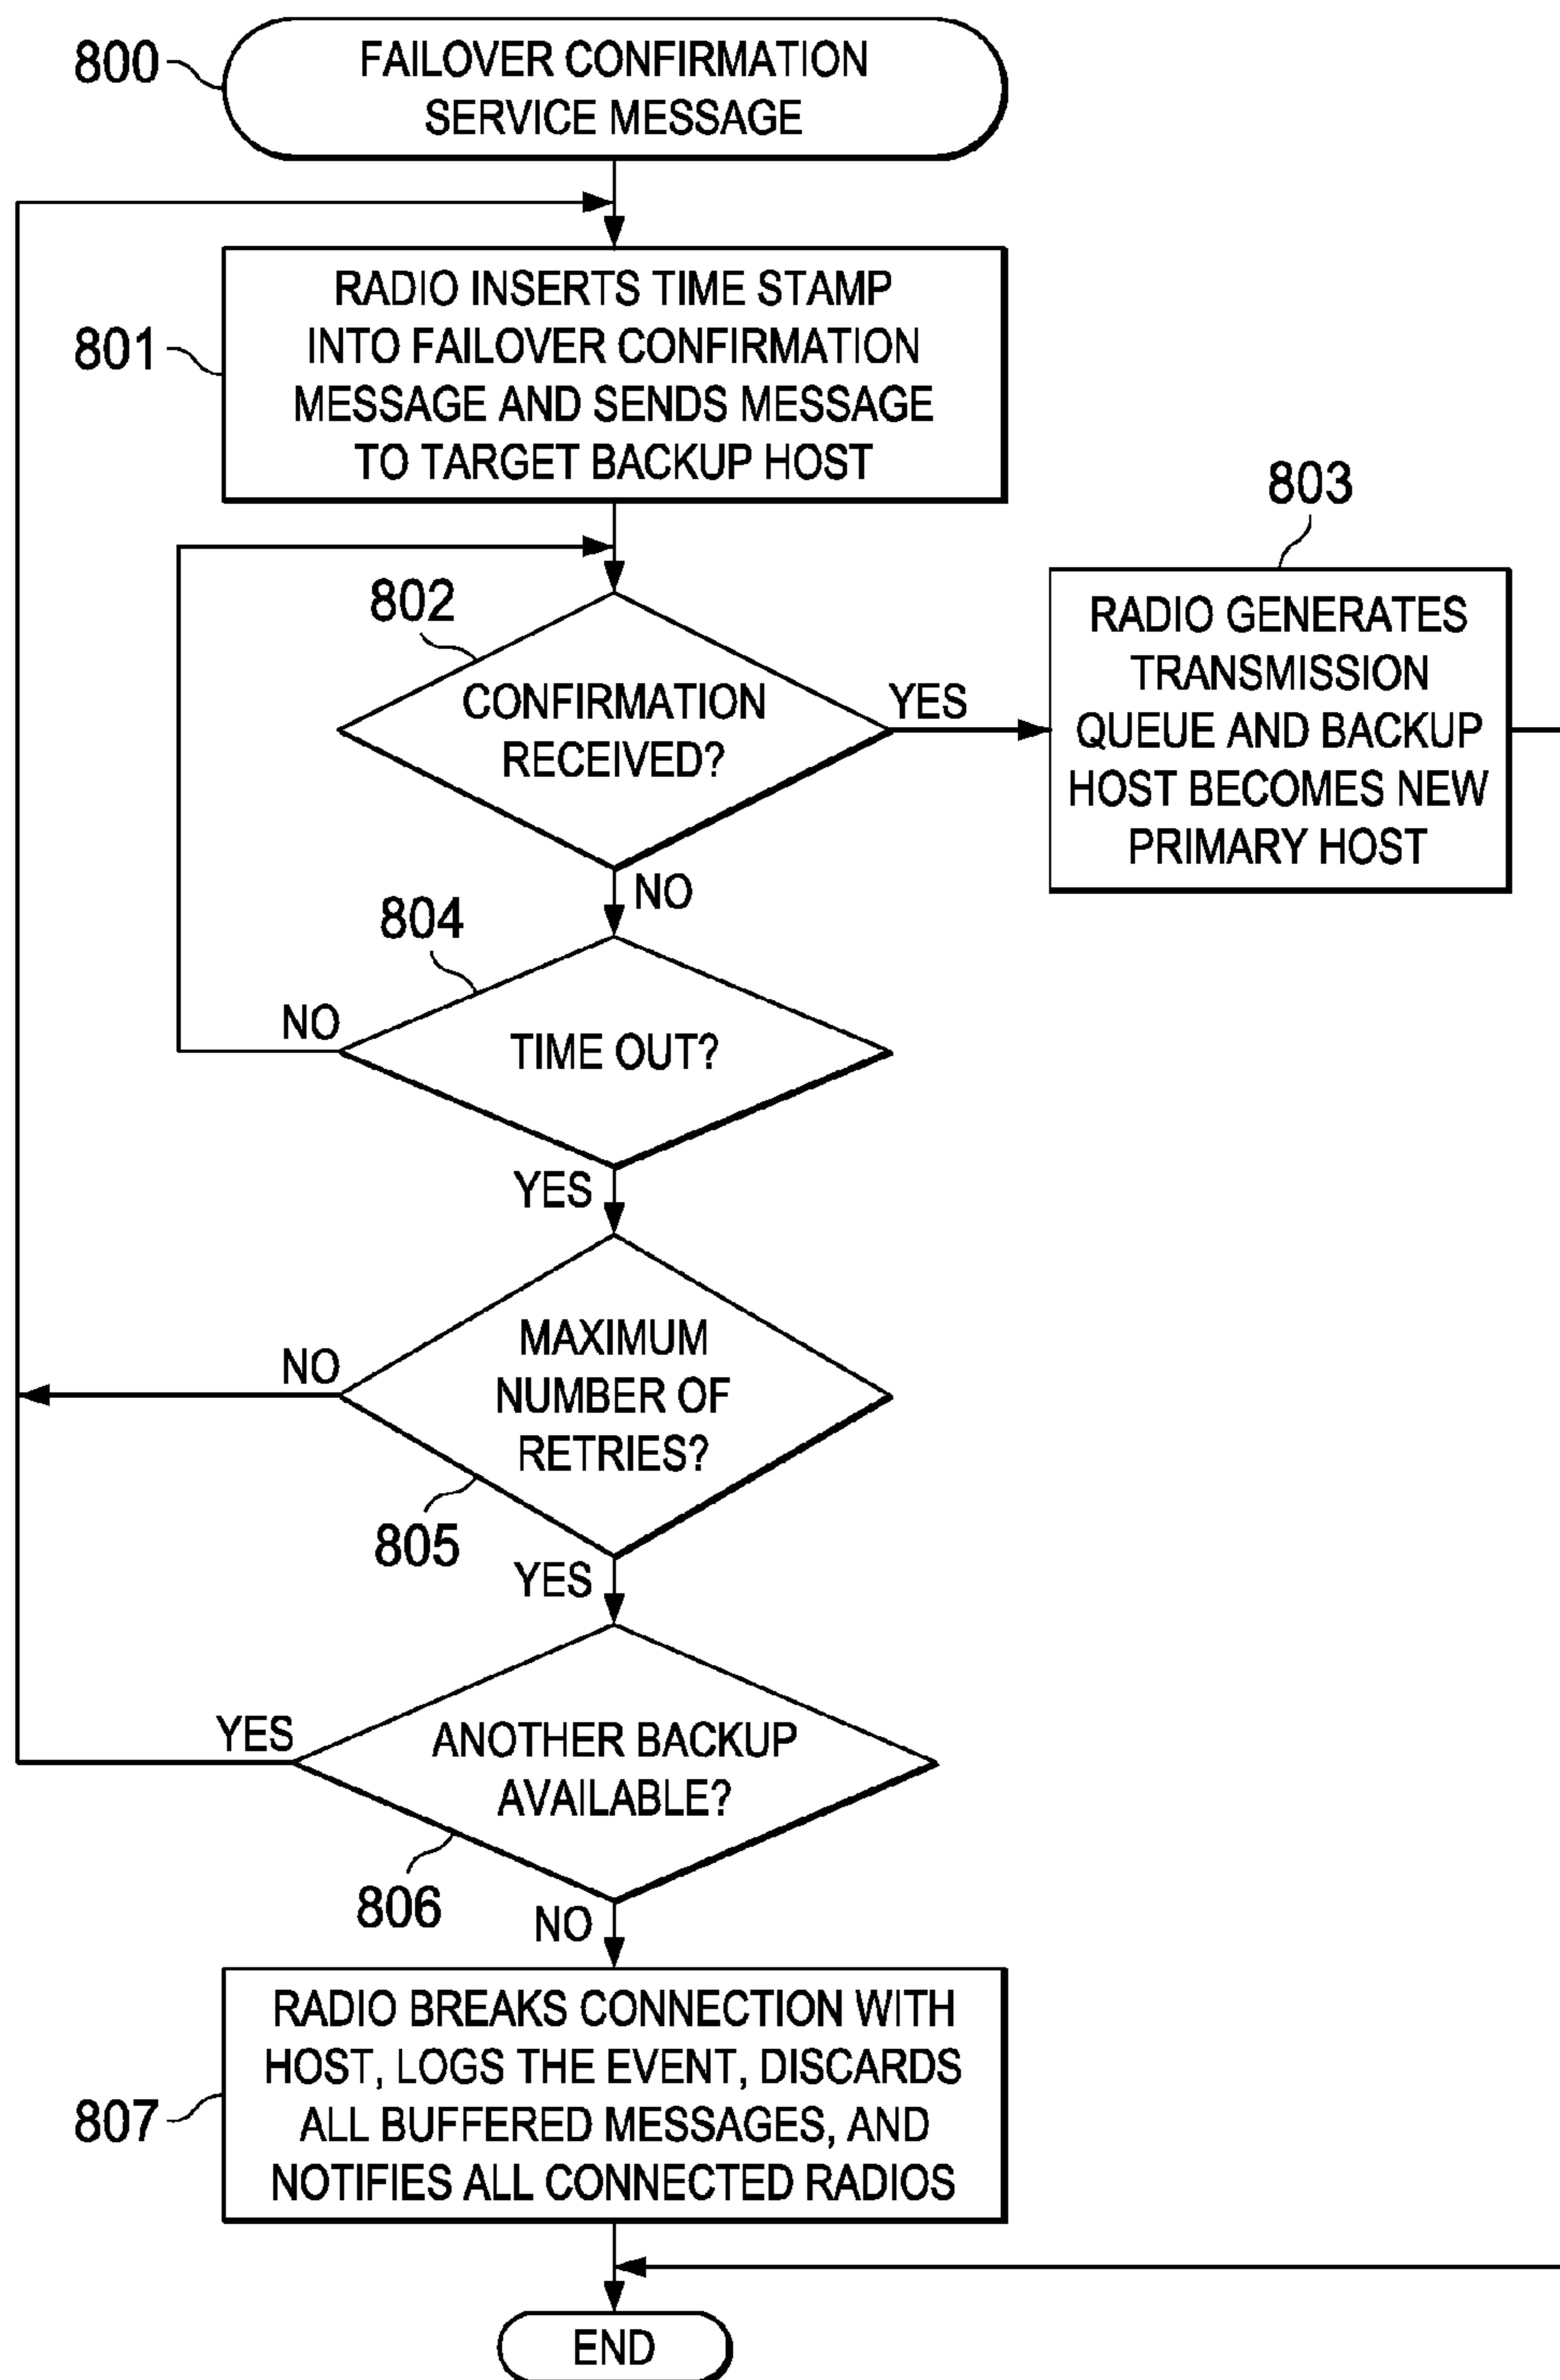 800
FAILOVER CONFIRMATION
SERVICE MESSAGE
801
RADIO INSERTS TIME STAMP
INTO FAILOVER CONFIRMATION
MESSAGE AND SENDS MESSAGE
TO TARGET BACKUP HOST
802
CONFIRMATION
RECEIVED?
YES
803
RADIO GENERATES
TRANSMISSION
QUEUE AND BACKUP
HOST BECOMES NEW
PRIMARY HOST
NO
804
TIME OUT?
NO
YES
MAXIMUM
NUMBER OF
RETRIES?
NO
805
YES
ANOTHER BACKUP
AVAILABLE?
YES
806
NO
807
RADIO BREAKS CONNECTION WITH
HOST, LOGS THE EVENT, DISCARDS
ALL BUFFERED MESSAGES, AND
NOTIFIES ALL CONNECTED RADIOS
END